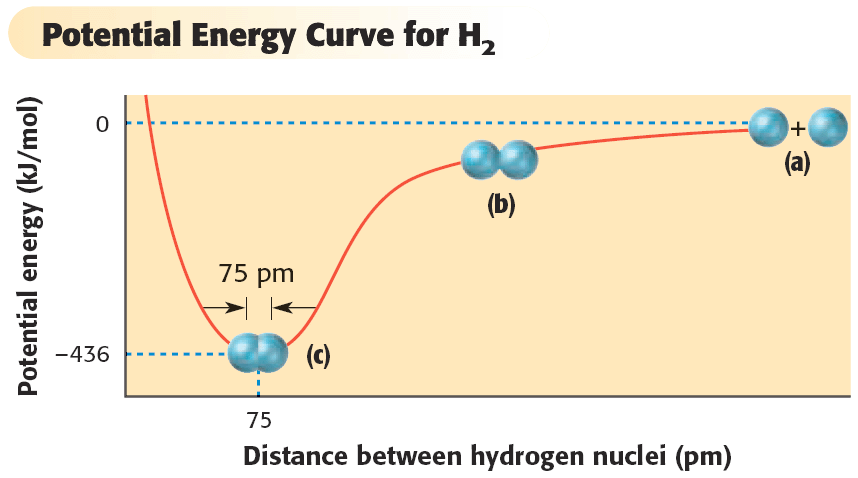 Potential Energy Curve for H₂
Potential energy (kJ/mol)
0
+
(a)
(b)
75 pm
−436
(c)
75
Distance between hydrogen nuclei (pm)